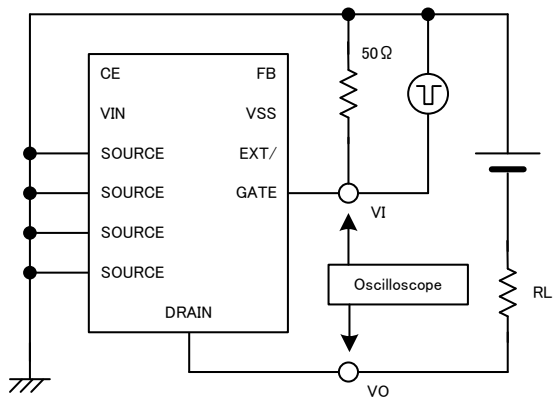 50Ω
CE FB
VIN VSS
SOURCE EXT/
SOURCE GATE
SOURCE
SOURCE
DRAIN
VI
Oscilloscope
RL
VO